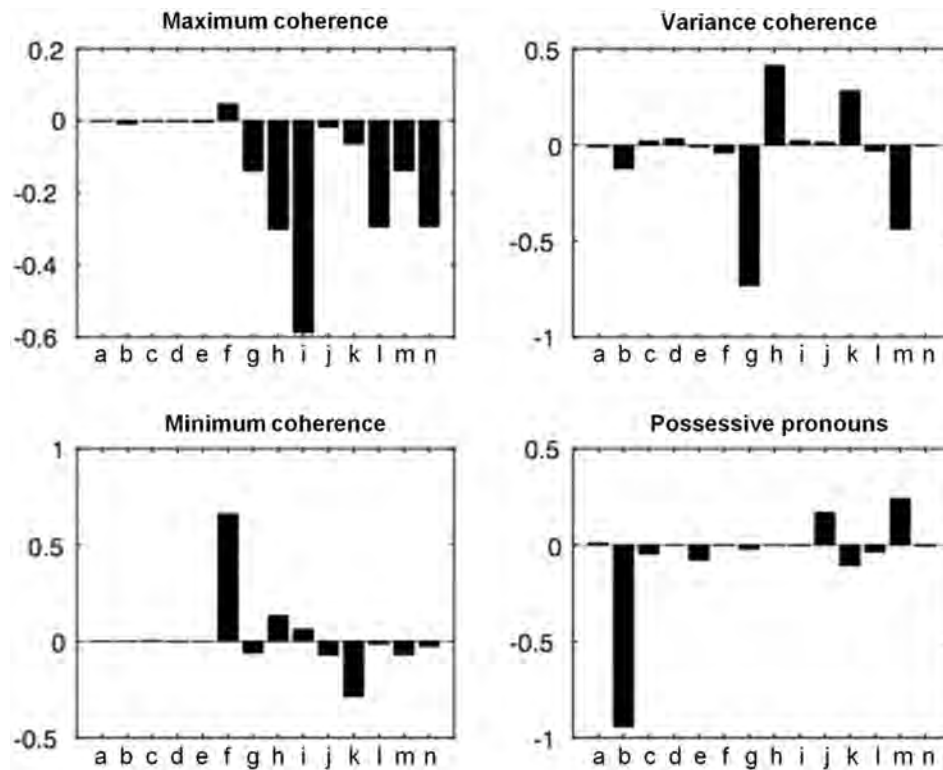 Maximum coherence
0.2
0
-0.2
-0.4
-0.6
a b c d e f g h i j k l m n
Variance coherence
0.5
0
-0.5
-1
a b c d e f g h i j k l m n
Minimum coherence
1
0.5
0
-0.5
a b c d e f g h i j k l m n
Possessive pronouns
0.5
0
-0.5
-1
a b c d e f g h i j k l m n